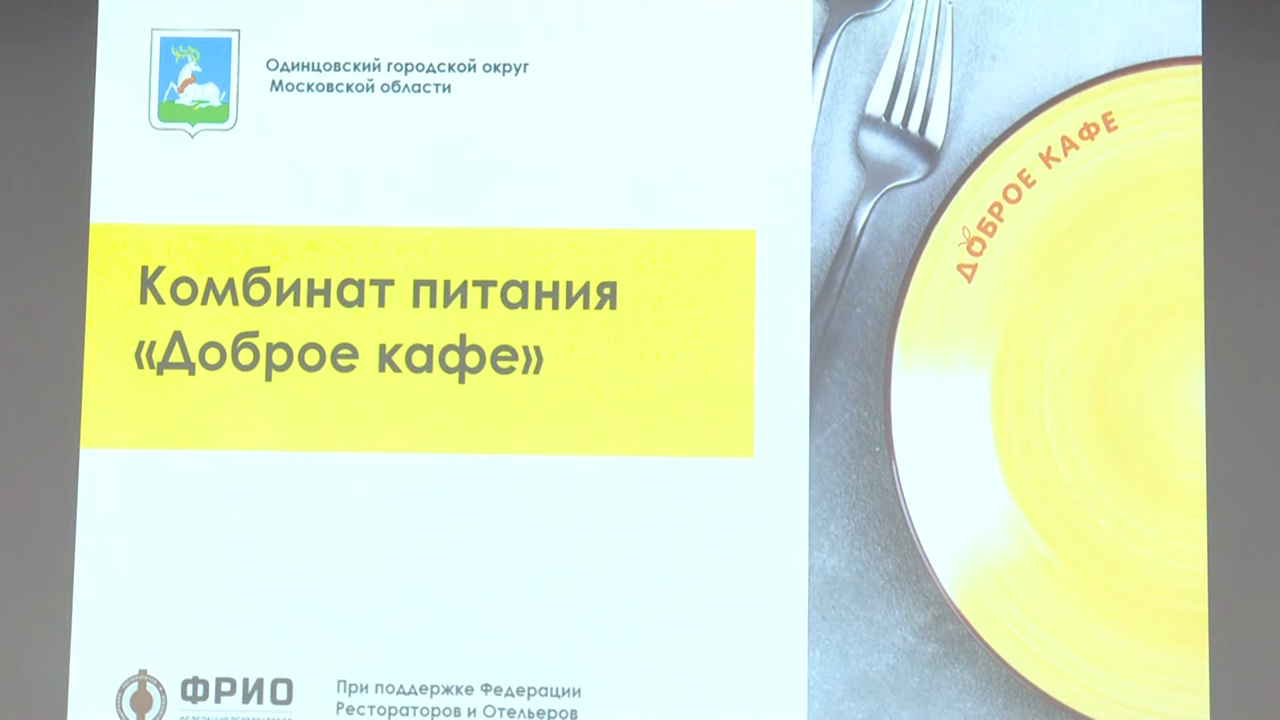 Одинцовский городской округ
Московской области
ДОБРОЕ КАФЕ
Комбинат питания
«Доброе кафе»
ФРИО
При поддержке Федерации
Рестораторов и Отельеров